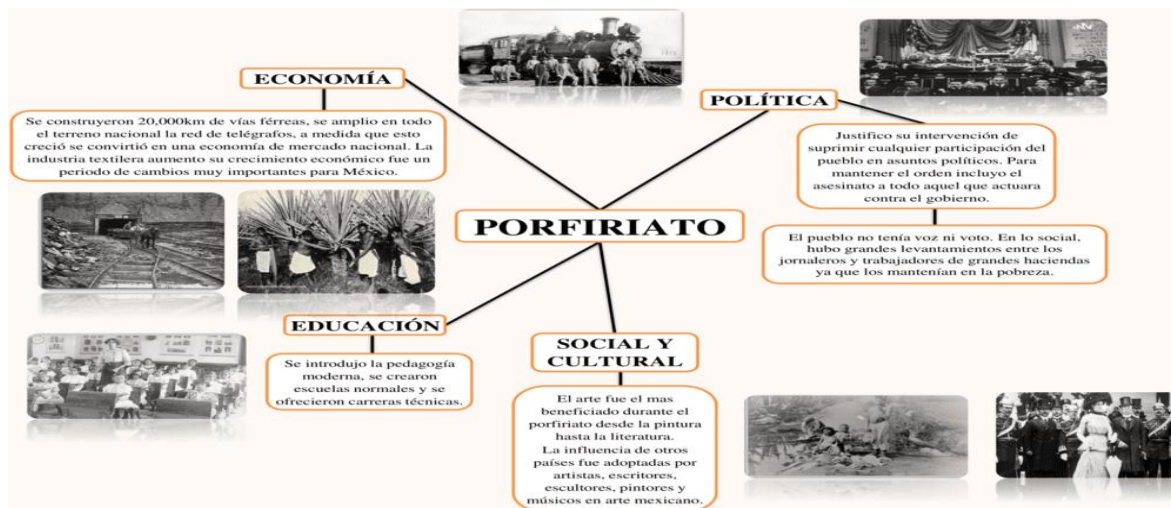 ECONOMÍA
Se construyeron 20,000km de vías férreas, se amplio en todo
el terreno nacional la red de telégrafos, a medida que esto
creció se convirtió en una economía de mercado nacional. La
industria textilera aumento su crecimiento económico fue un
periodo de cambios muy importantes para México.
POLÍTICA
Justifico su intervención de
suprimir cualquier participación del
pueblo en asuntos políticos. Para
mantener el orden incluyo el
asesinato a todo aquel que actuara
contra el gobierno.
El pueblo no tenía voz ni voto. En lo social,
hubo grandes levantamientos entre los
jornaleros y trabajadores de grandes haciendas
ya que los mantenían en la pobreza.
PORFIRIATO
EDUCACIÓN
Se introdujo la pedagogía
moderna, se crearon
escuelas normales y se
ofrecieron carreras técnicas.
SOCIAL Y
CULTURAL
El arte fue el mas
beneficiado durante el
porfiriato desde la pintura
hasta la literatura.
La influencia de otros
países fue adoptadas por
artistas, escritores,
escultores, pintores y
músicos en arte mexicano.